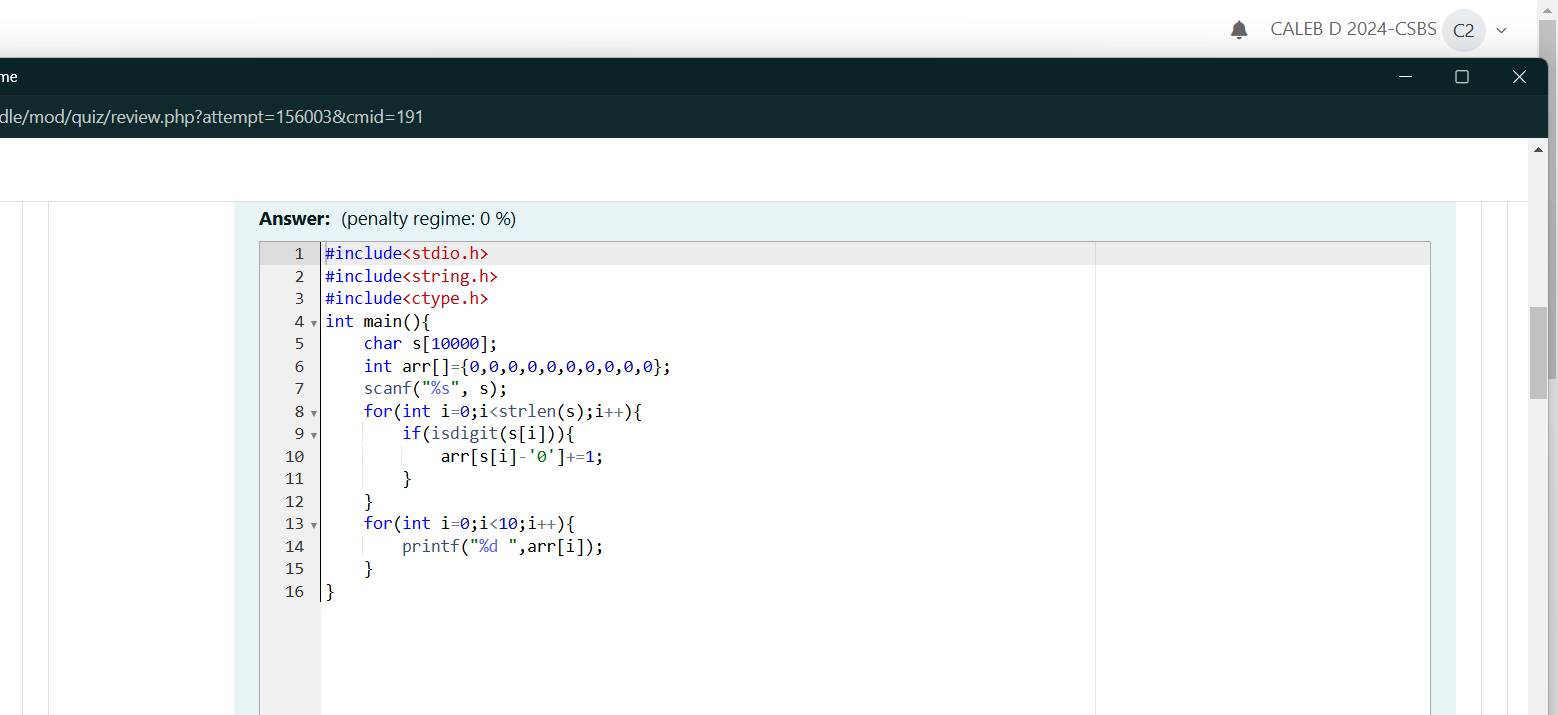 CALEB D 2024-CSBS C2
me
dle/mod/quiz/review.php?attempt=156003&cmid=191
Answer: (penalty regime: 0 %)
1 #include<stdio.h>
2 #include<string.h>
3 #include<ctype.h>
4 int main(){
5     char s[10000];
6     int arr[]={0,0,0,0,0,0,0,0,0,0};
7     scanf("%s", s);
8     for(int i=0;i<strlen(s);i++){
9         if(isdigit(s[i])){
10             arr[s[i]-'0']+=1;
11         }
12     }
13     for(int i=0;i<10;i++){
14         printf("%d ",arr[i]);
15     }
16 }